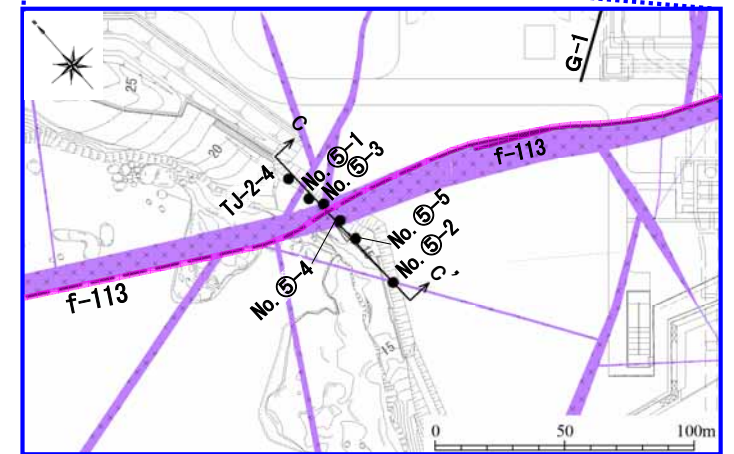 25
20
G-1
C
No. ⑤-1
No. ⑤-3
TJ-2-4
f-113
No. ⑤-5
No. ⑤-2
No. ⑤-4
C'
f-113
15
0 50 100m